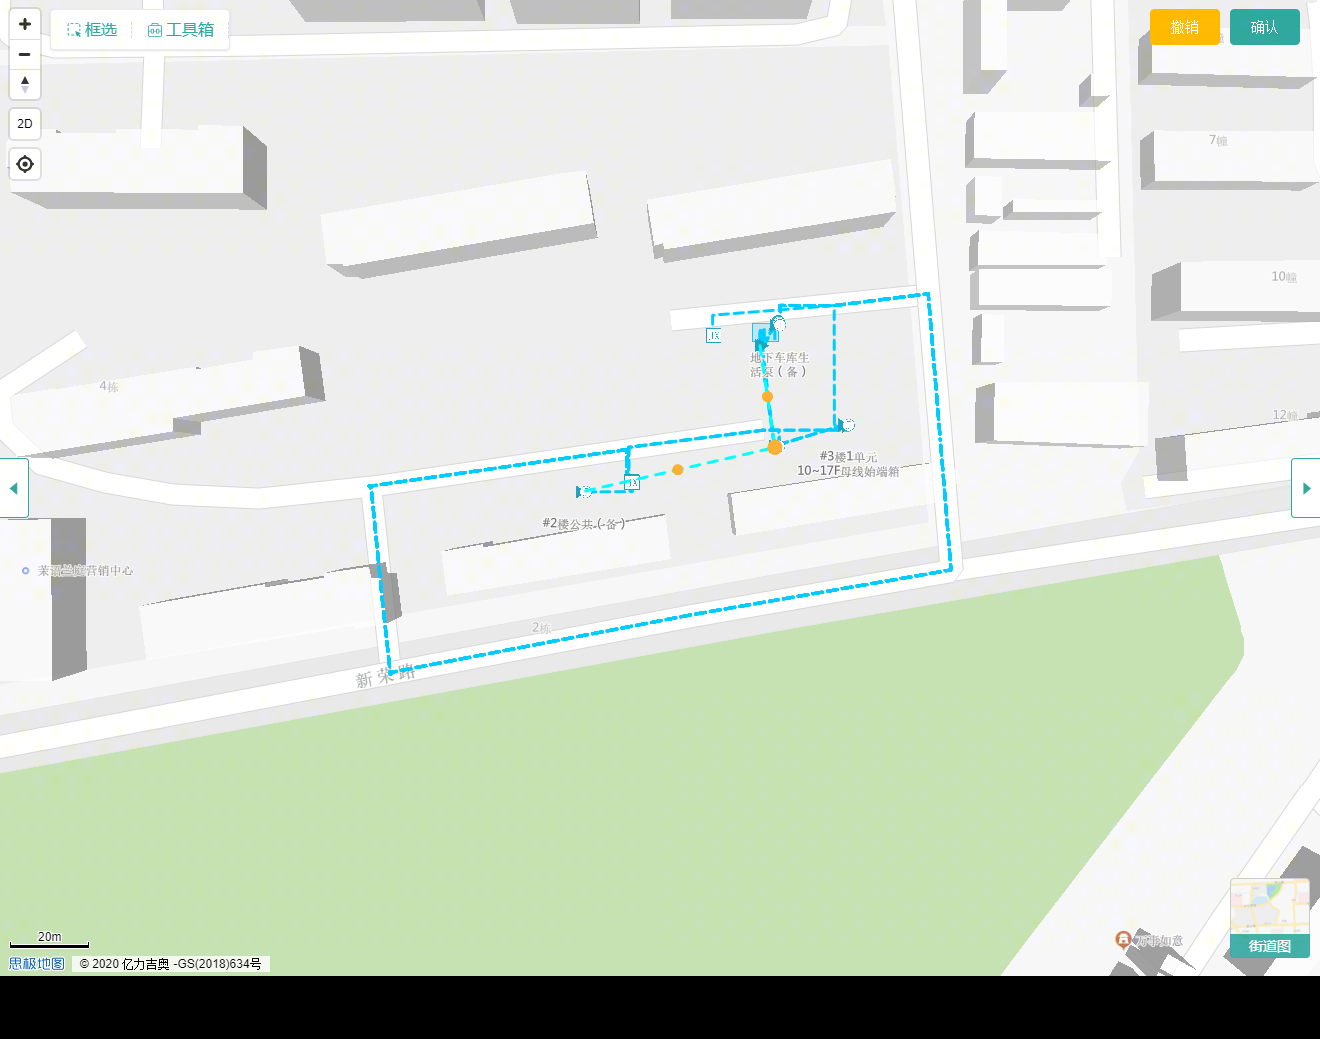 框选
工具箱
撤销
确认
2D
7幢
10幢
JX
地下车库生
活泵（备）
4栋
12幢
#3楼1单元
10~17F母线始端箱
JX
#2楼公共（备）
营销中心
2栋
新荣路
20m
思极地图
© 2020 亿力吉奥 -GS(2018)634号
万事如意
街道图